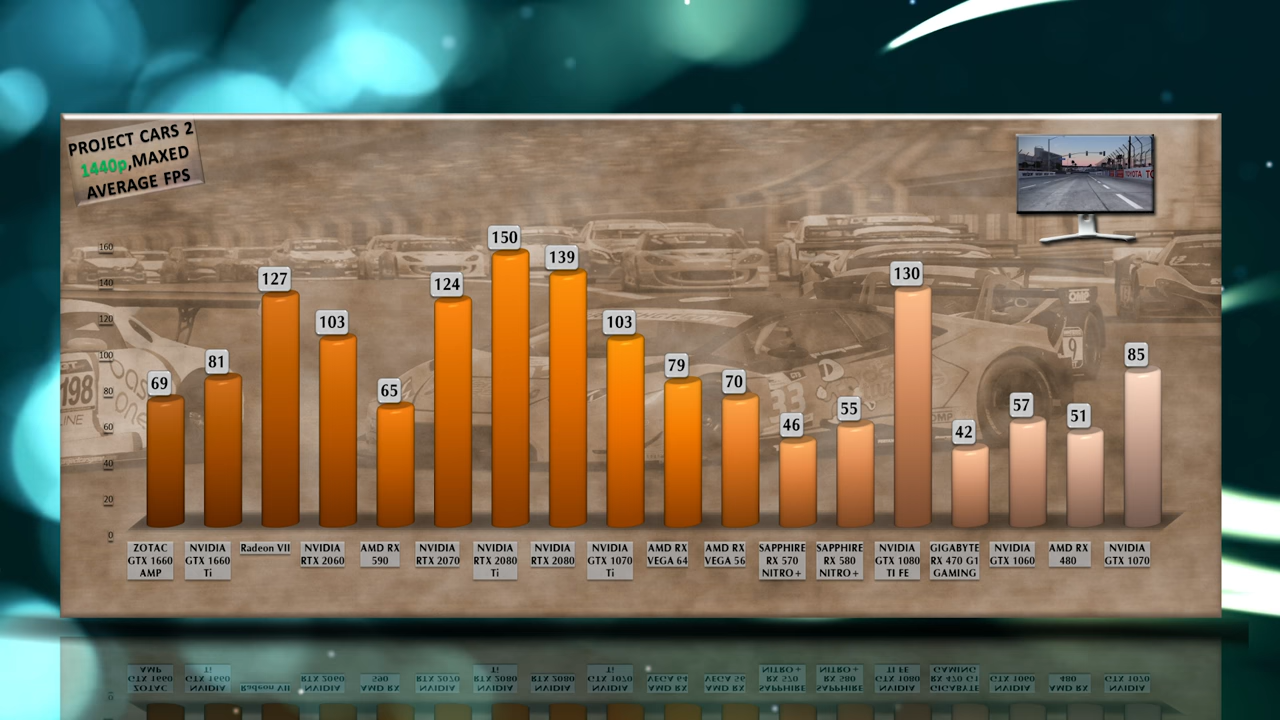 PROJECT CARS 2
1440p,MAXED
AVERAGE FPS
160
140
120
100
80
60
40
20
0
69
81
127
103
65
124
150
139
103
79
70
46
55
130
42
57
51
85
ZOTAC
GTX 1660
AMP
NVIDIA
GTX 1660
Ti
Radeon VII
NVIDIA
RTX 2060
AMD RX
590
NVIDIA
RTX 2070
NVIDIA
RTX 2080
Ti
NVIDIA
RTX 2080
NVIDIA
GTX 1070
Ti
AMD RX
VEGA 64
AMD RX
VEGA 56
SAPPHIRE
RX 570
NITRO+
SAPPHIRE
RX 580
NITRO+
NVIDIA
GTX 1080
TI FE
GIGABYTE
RX 470 G1
GAMING
NVIDIA
GTX 1060
AMD RX
480
NVIDIA
GTX 1070
198
LINE
33
9
TOYOTA